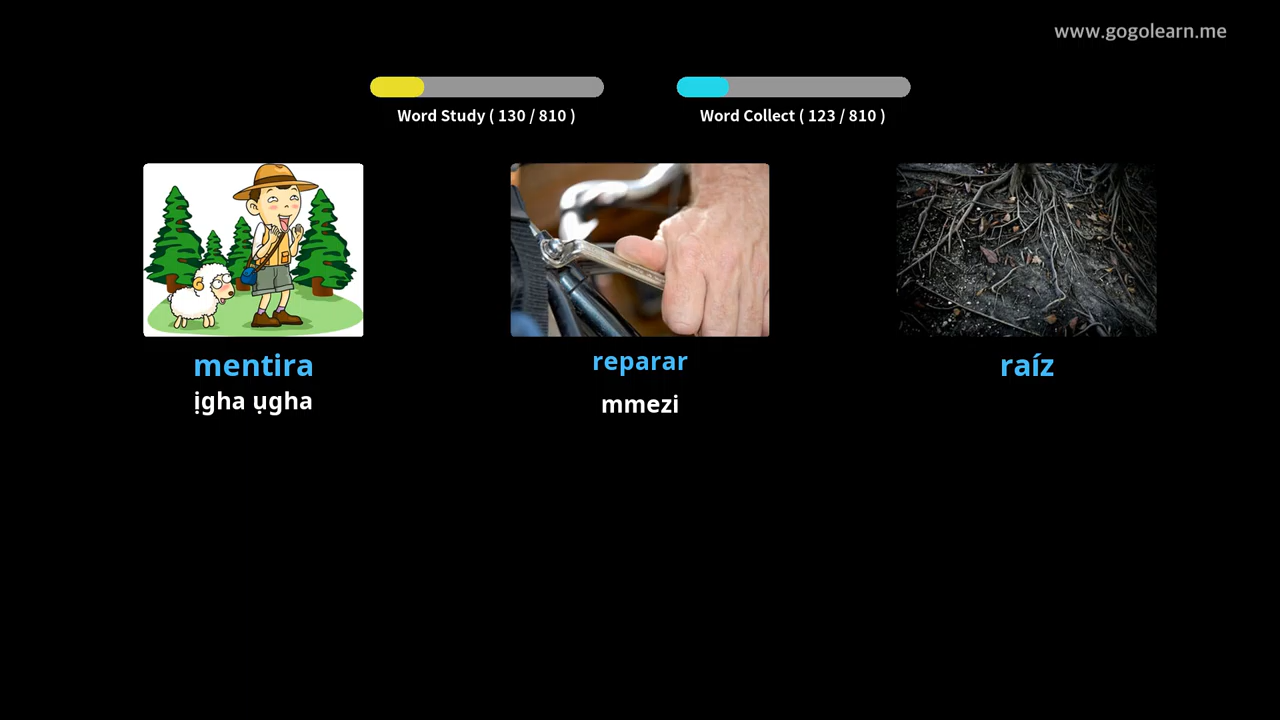 www.gogolearn.me
Word Study ( 130 / 810 )
Word Collect ( 123 / 810 )
mentira
ịgha ụgha
reparar
mmezi
raíz